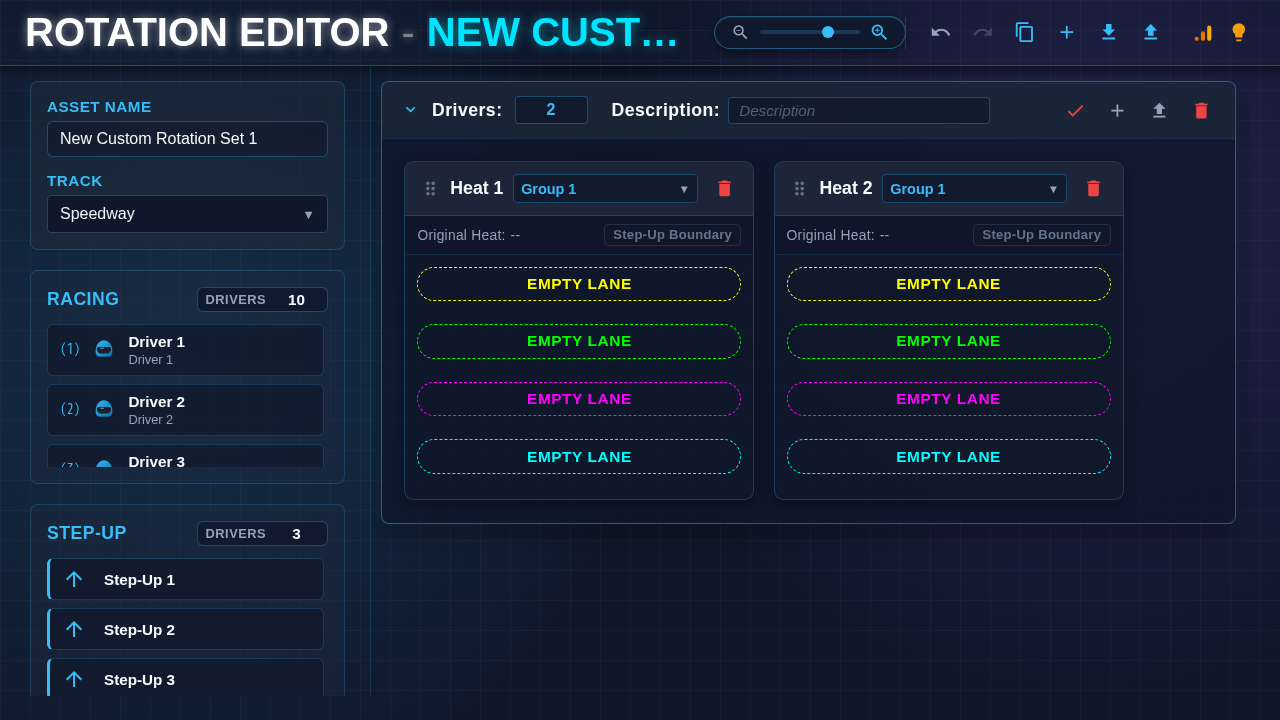 ROTATION EDITOR - NEW CUST...
ASSET NAME
New Custom Rotation Set 1
TRACK
Speedway
RACING DRIVERS 10
(1) Driver 1
Driver 1
(2) Driver 2
Driver 2
Driver 3
STEP-UP DRIVERS 3
Step-Up 1
Step-Up 2
Step-Up 3
Drivers: 2 Description: Description
Heat 1 Group 1
Original Heat: -- Step-Up Boundary
EMPTY LANE
EMPTY LANE
EMPTY LANE
EMPTY LANE
Heat 2 Group 1
Original Heat: -- Step-Up Boundary
EMPTY LANE
EMPTY LANE
EMPTY LANE
EMPTY LANE